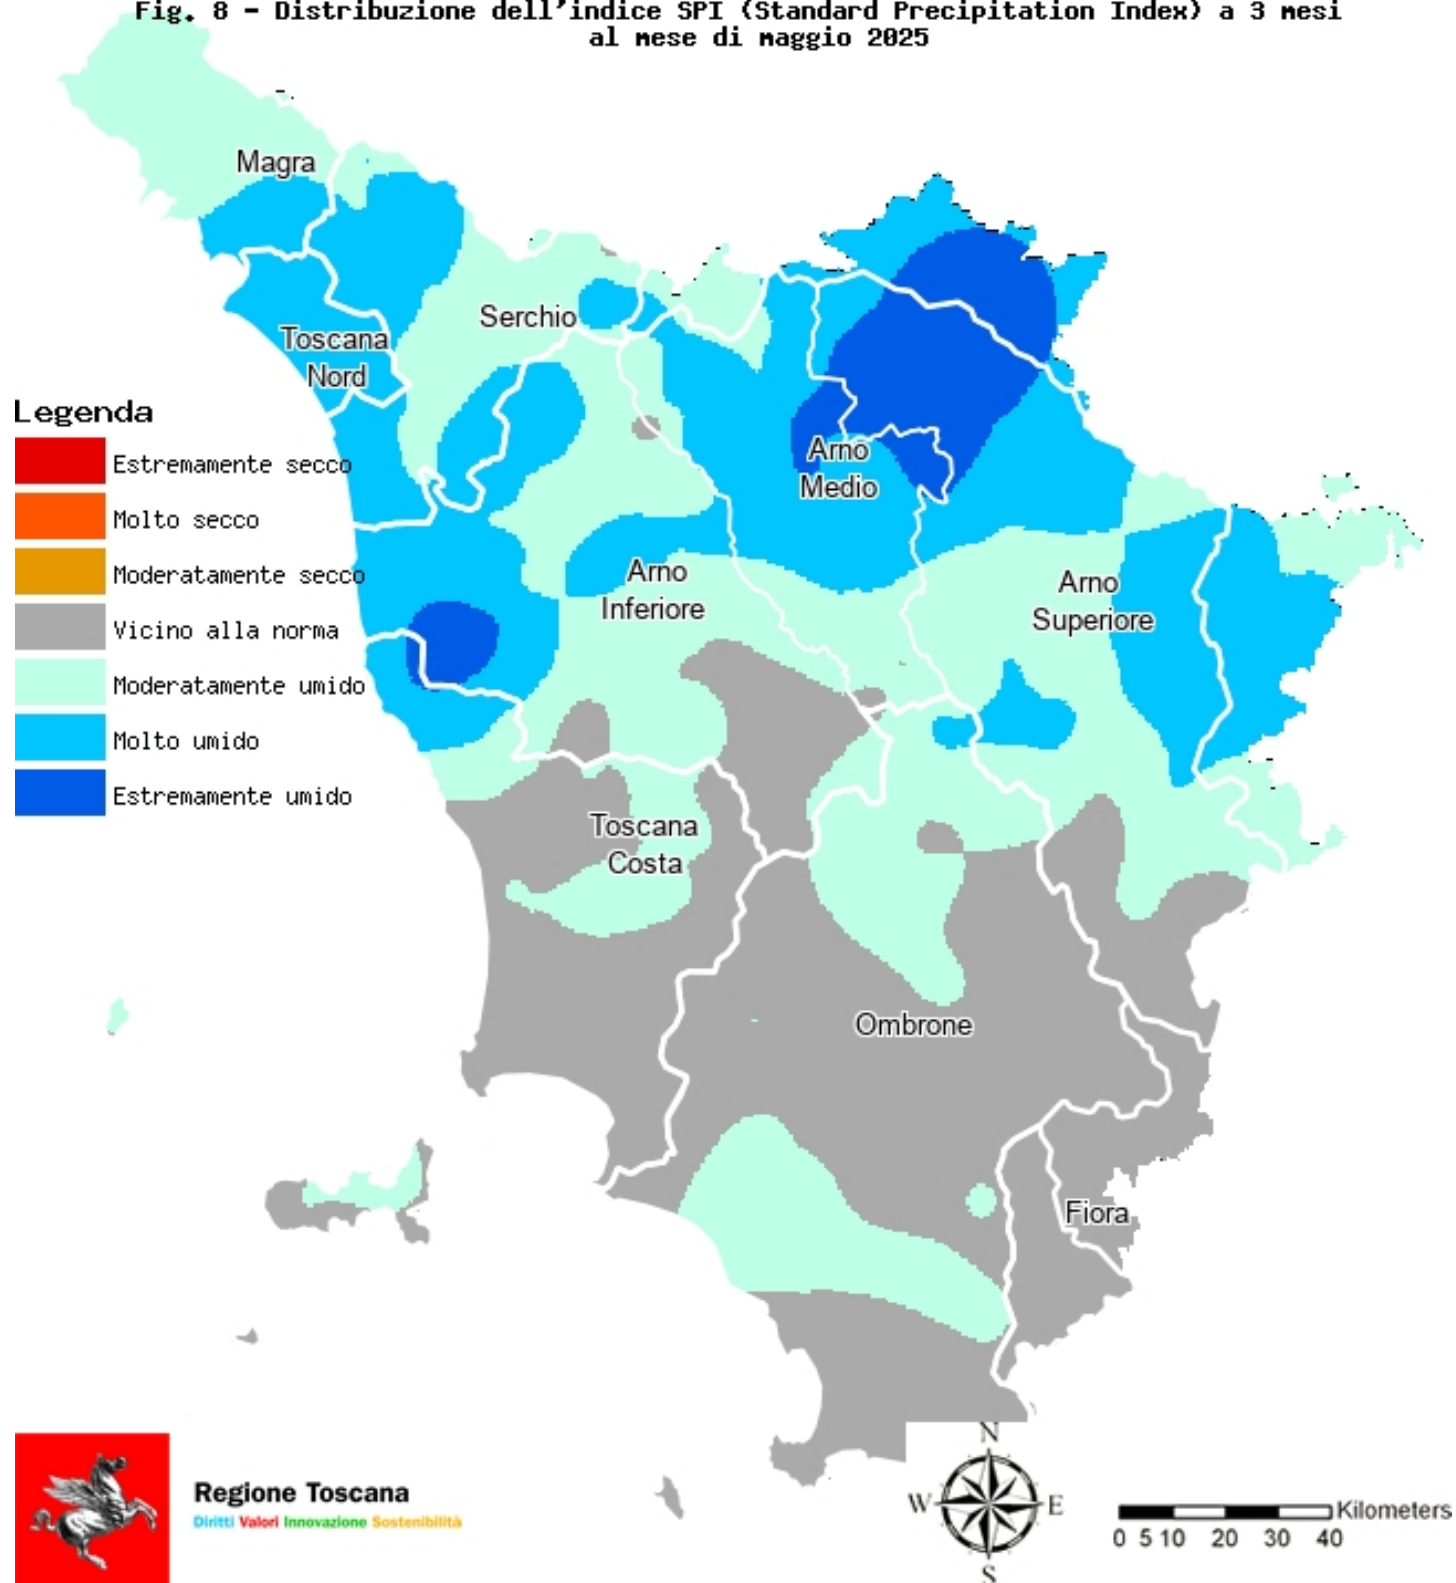 Fig. 8 - Distribuzione dell'indice SPI (Standard Precipitation Index) a 3 mesi
al mese di maggio 2025
Magra
Serchio
Toscana
Nord
Legenda
Estremamente secco
Molto secco
Moderatamente secco
Vicino alla norma
Moderatamente umido
Molto umido
Estremamente umido
Arno
Medio
Arno
Inferiore
Arno
Superiore
Toscana
Costa
Ombrone
Fiora
Regione Toscana
Diritti Valori Innovazione Sostenibilità
N
W
E
S
Kilometers
0 5 10 20 30 40